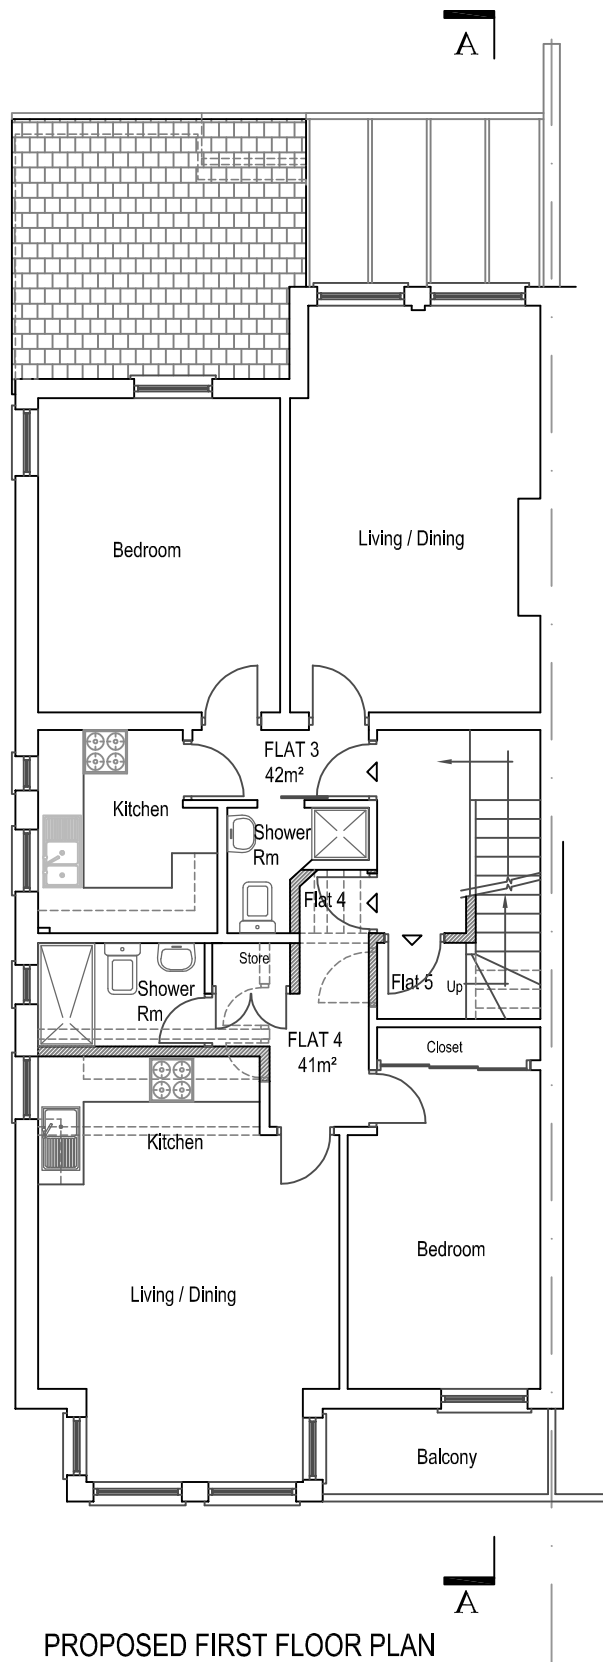 A
Bedroom
Living / Dining
FLAT 3
42m²
Kitchen
Shower
Rm
Flat 4
Store
Shower
Rm
Flat 5
Up
FLAT 4
41m²
Closet
Kitchen
Bedroom
Living / Dining
Balcony
A
PROPOSED FIRST FLOOR PLAN